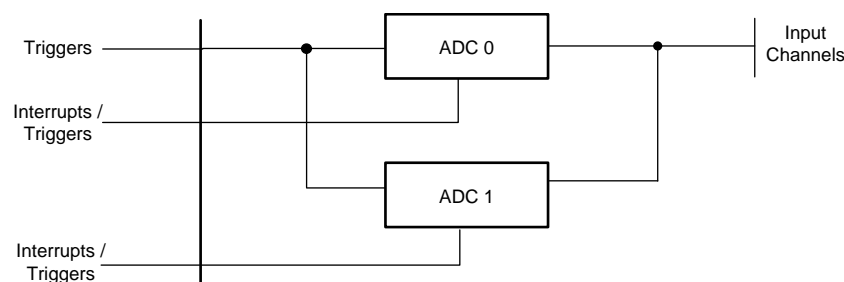 Triggers
ADC 0
Input
Channels
Interrupts /
Triggers
ADC 1
Interrupts /
Triggers